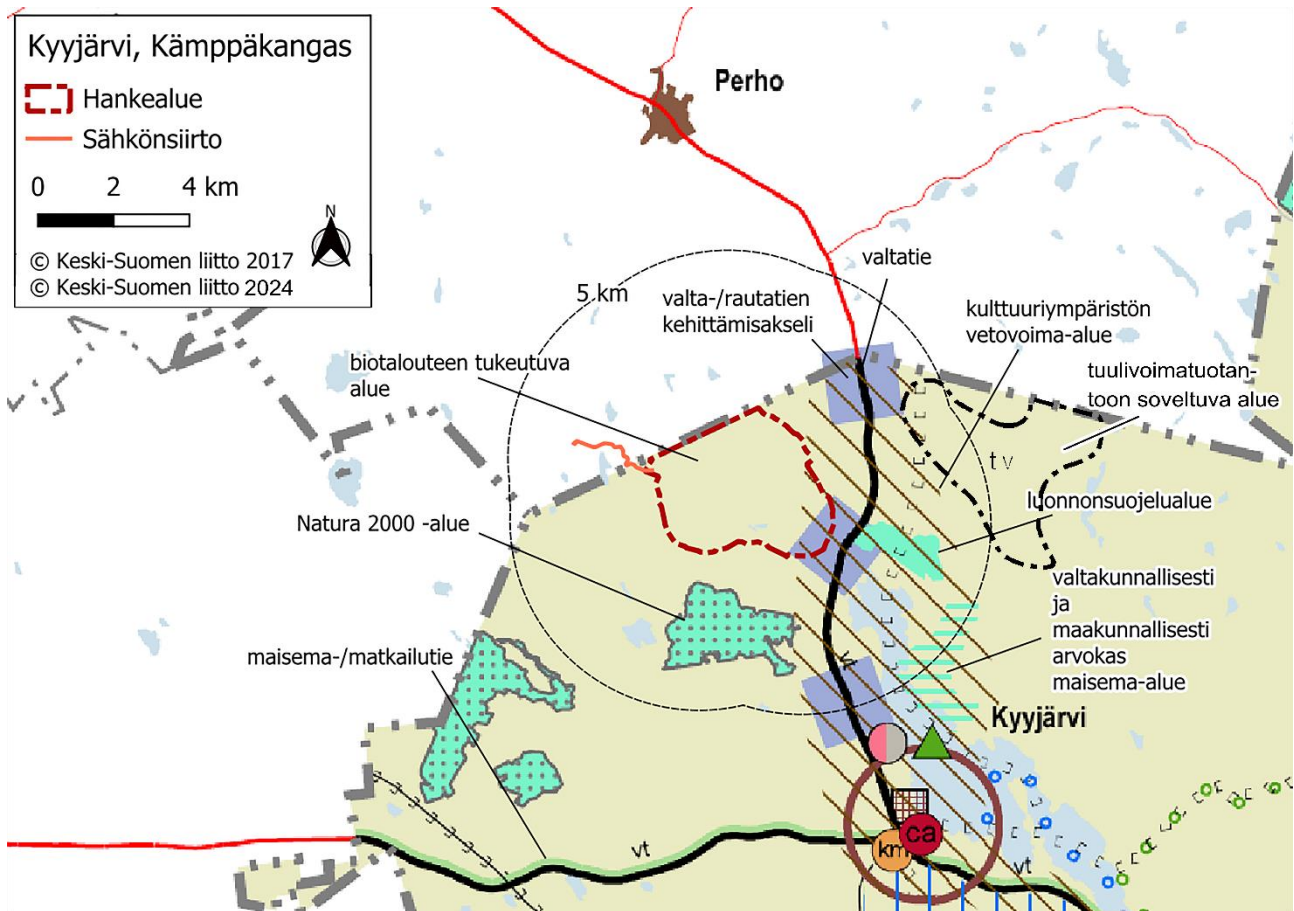 Kyyjärvi, Kämppäkangas
Hankealue
Sähkönsiirto
0 2 4 km
N
© Keski-Suomen liitto 2017
© Keski-Suomen liitto 2024
Perho
5 km
valtatie
valta-/rautatien
kehittämisakseli
kulttuuriympäristön
vetovoima-alue
biotalouteen tukeutuva
alue
tuulivoimatuotan-
toon soveltuva alue
tv
luonnonsuojelualue
Natura 2000 -alue
valtakunnallisesti
ja
maakunnallisesti
arvokas
maisema-alue
maisema-/matkailutie
vt
Kyyjärvi
ca
km
vt
vt